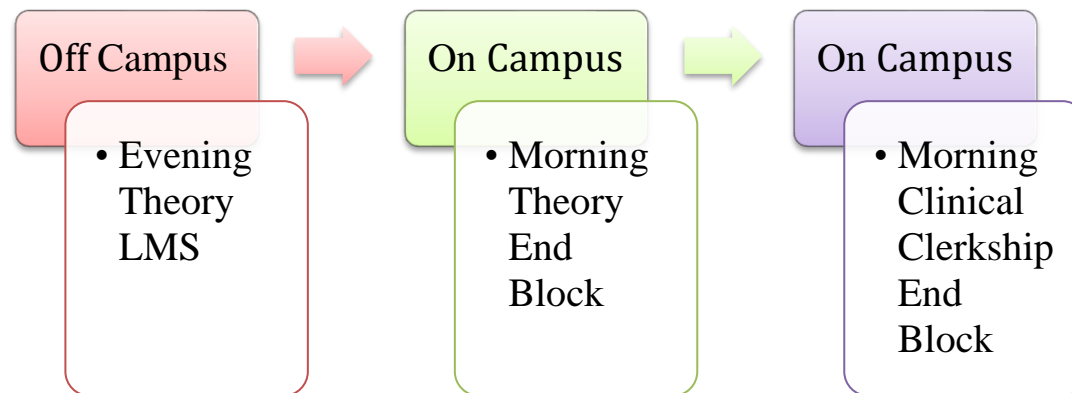 Off Campus
• Evening
Theory
LMS
On Campus
• Morning
Theory
End
Block
On Campus
• Morning
Clinical
Clerkship
End
Block